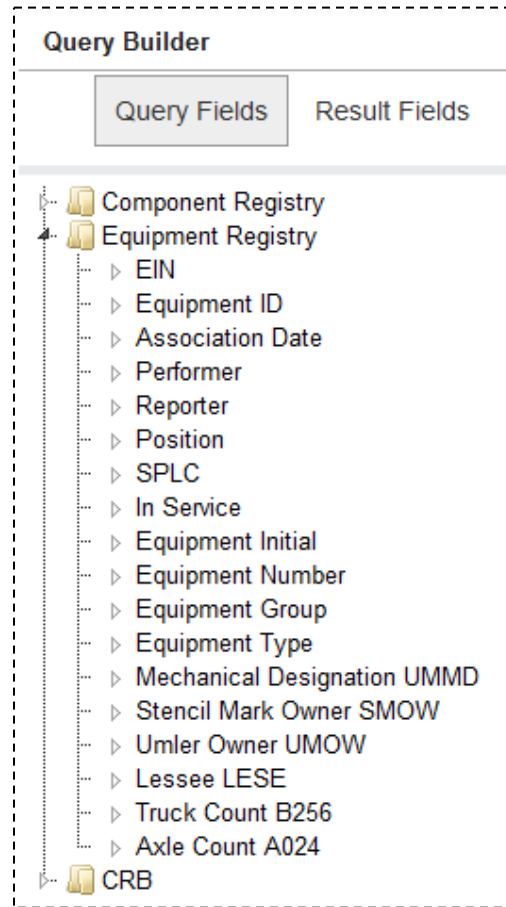 Query Builder
Query Fields Result Fields
Component Registry
Equipment Registry
EIN
Equipment ID
Association Date
Performer
Reporter
Position
SPLC
In Service
Equipment Initial
Equipment Number
Equipment Group
Equipment Type
Mechanical Designation UMMD
Stencil Mark Owner SMOW
Umler Owner UMOW
Lessee LESE
Truck Count B256
Axle Count A024
CRB